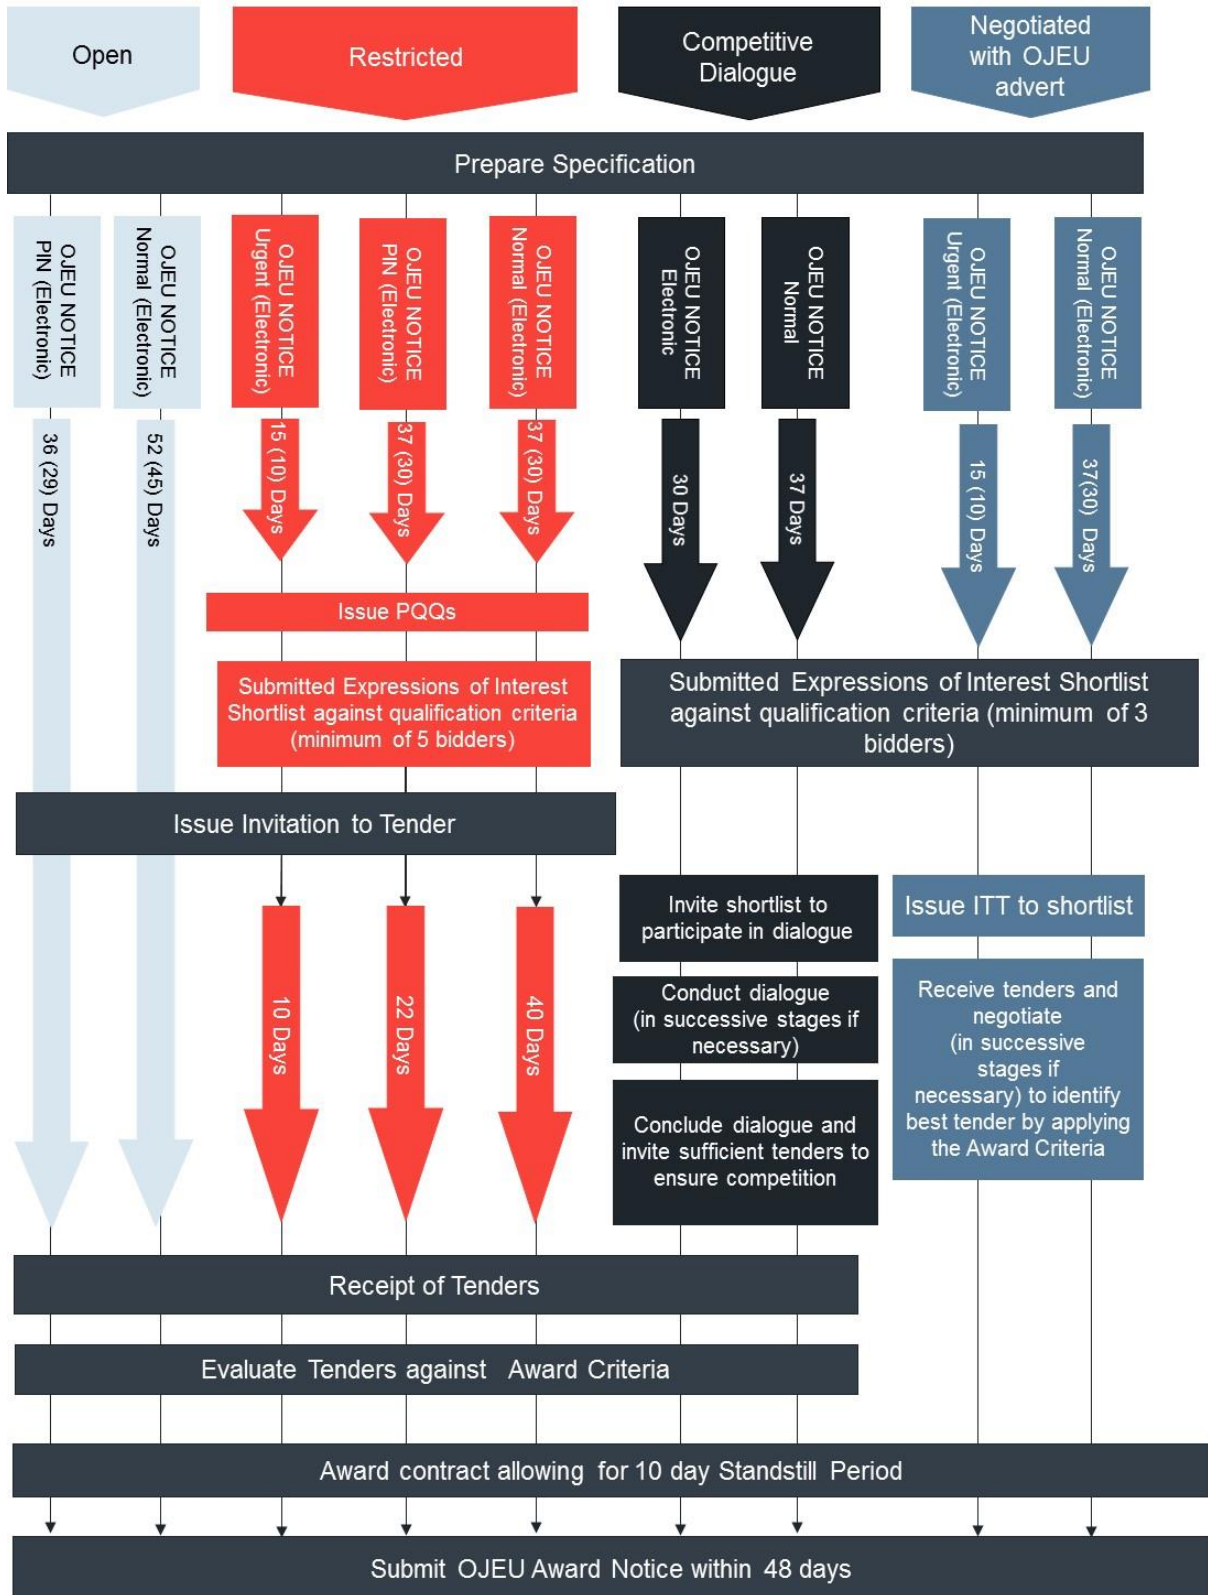 Open
Restricted
Competitive
Dialogue
Negotiated
with OJEU
advert
Prepare Specification
OJEU NOTICE
PIN (Electronic)
OJEU NOTICE
Normal (Electronic)
OJEU NOTICE
Urgent (Electronic)
OJEU NOTICE
PIN (Electronic)
OJEU NOTICE
Normal (Electronic)
OJEU NOTICE
Electronic
OJEU NOTICE
Normal
OJEU NOTICE
Urgent (Electronic)
OJEU NOTICE
Normal (Electronic)
36 (29) Days
52 (45) Days
15 (10) Days
37 (30) Days
37 (30) Days
30 Days
37 Days
15 (10) Days
37(30) Days
Issue PQQs
Submitted Expressions of Interest
Shortlist against qualification criteria
(minimum of 5 bidders)
Submitted Expressions of Interest Shortlist
against qualification criteria (minimum of 3
bidders)
Issue Invitation to Tender
10 Days
22 Days
40 Days
Invite shortlist to
participate in dialogue
Conduct dialogue
(in successive stages if
necessary)
Conclude dialogue and
invite sufficient tenders to
ensure competition
Issue ITT to shortlist
Receive tenders and
negotiate
(in successive
stages if
necessary) to identify
best tender by applying
the Award Criteria
Receipt of Tenders
Evaluate Tenders against Award Criteria
Award contract allowing for 10 day Standstill Period
Submit OJEU Award Notice within 48 days